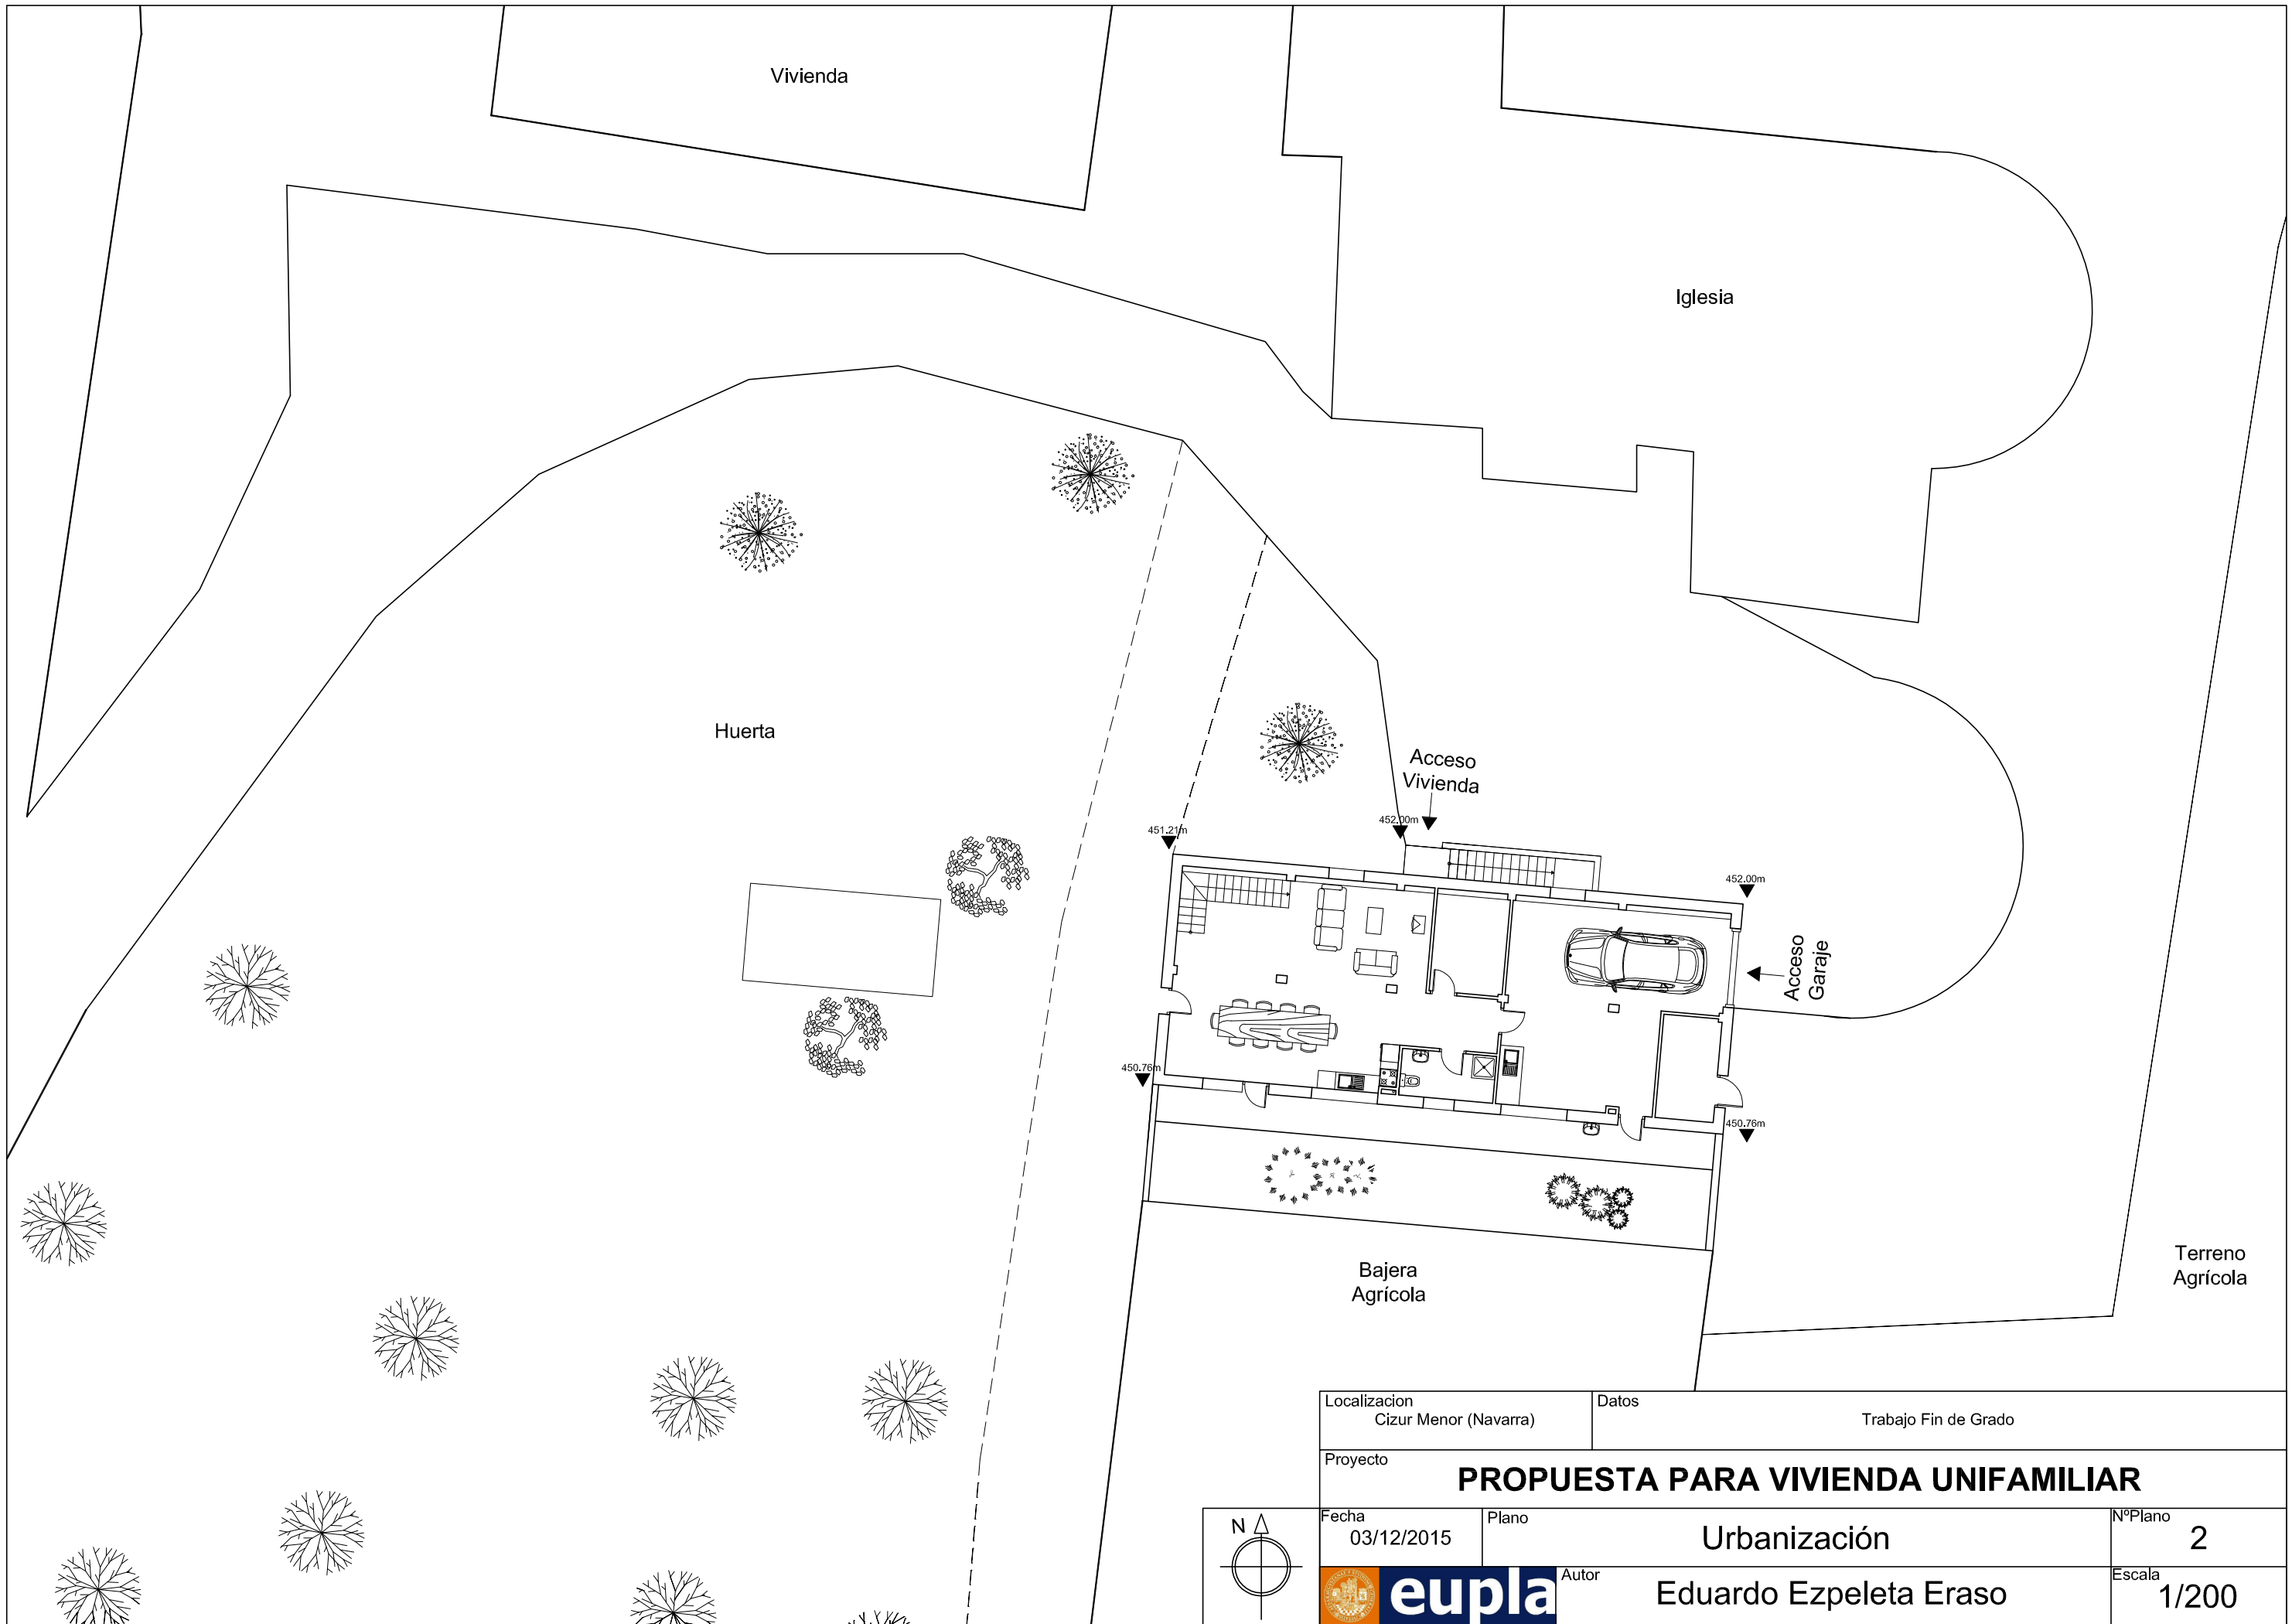 Vivienda
Iglesia
Huerta
Acceso
Vivienda
451.21m
452.00m
452.00m
Acceso
Garaje
450.76m
450.76m
Bajera
Agrícola
Terreno
Agrícola
Localizacion
Cizur Menor (Navarra)
Datos
Trabajo Fin de Grado
Proyecto
PROPUESTA PARA VIVIENDA UNIFAMILIAR
N
Fecha
03/12/2015
Plano
Urbanización
NºPlano
2
eupla
Autor
Eduardo Ezpeleta Eraso
Escala
1/200